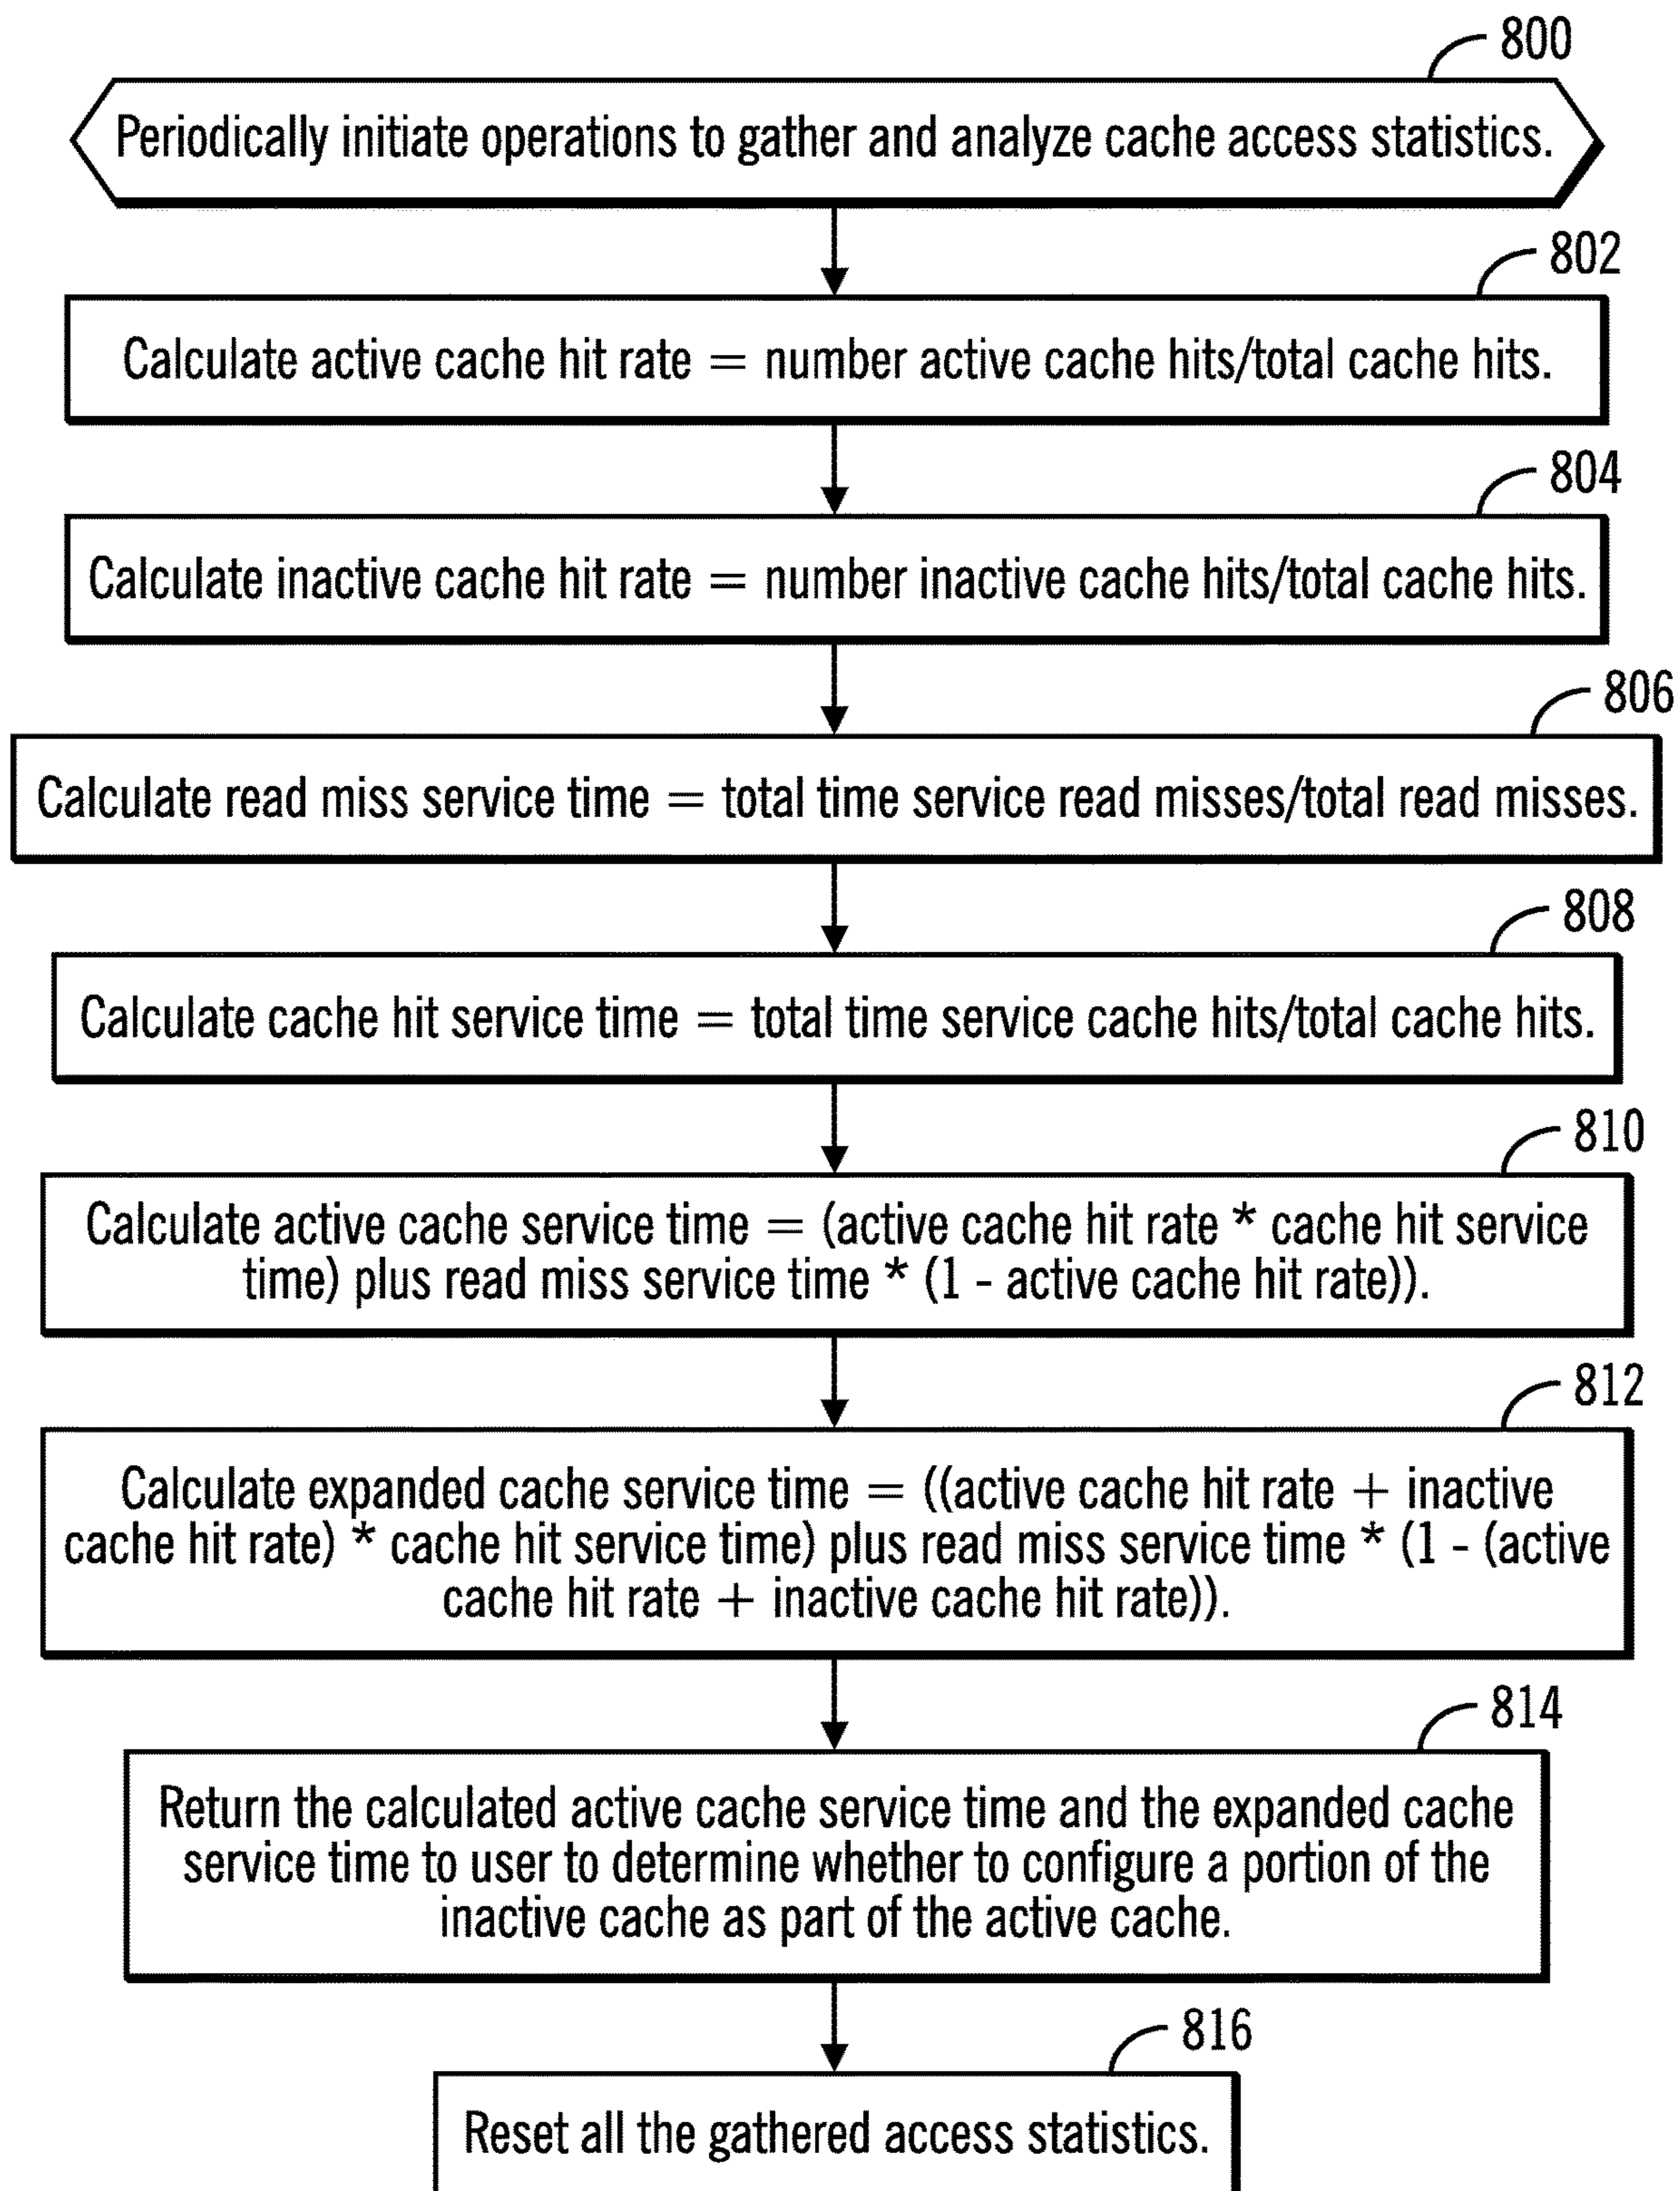 800
Periodically initiate operations to gather and analyze cache access statistics.
802
Calculate active cache hit rate = number active cache hits/total cache hits.
804
Calculate inactive cache hit rate = number inactive cache hits/total cache hits.
806
Calculate read miss service time = total time service read misses/total read misses.
808
Calculate cache hit service time = total time service cache hits/total cache hits.
810
Calculate active cache service time = (active cache hit rate * cache hit service
time) plus read miss service time * (1 - active cache hit rate)).
812
Calculate expanded cache service time = ((active cache hit rate + inactive
cache hit rate) * cache hit service time) plus read miss service time * (1 - (active
cache hit rate + inactive cache hit rate)).
814
Return the calculated active cache service time and the expanded cache
service time to user to determine whether to configure a portion of the
inactive cache as part of the active cache.
816
Reset all the gathered access statistics.